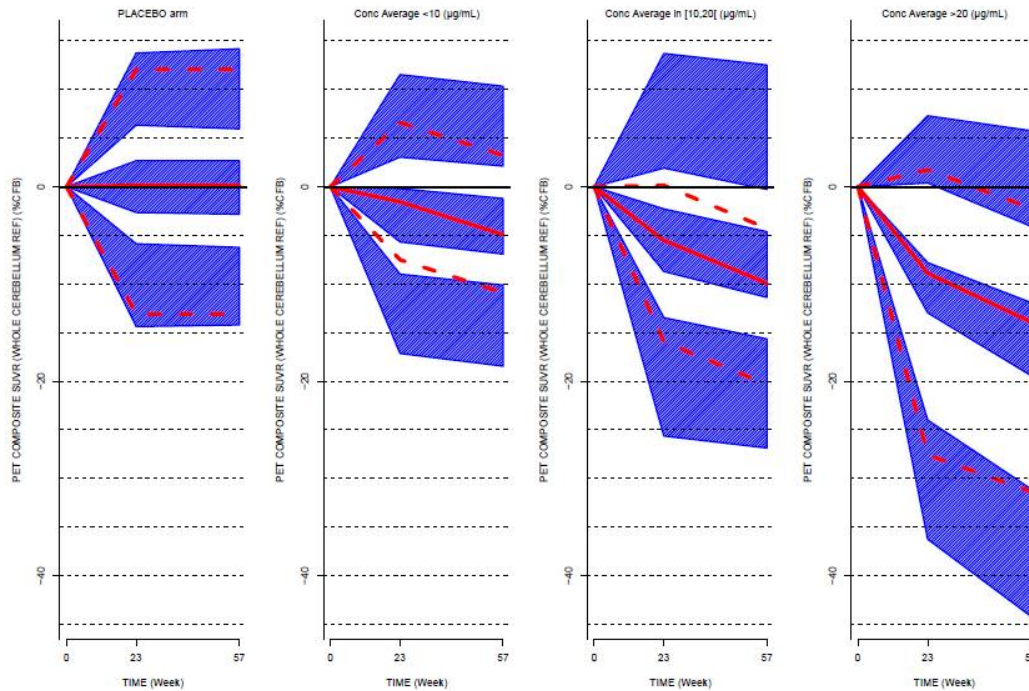 PLACEBO arm
PET COMPOSITE SUVR (WHOLE CEREBELLUM REF) (%CFB)
0
−20
−40
0 23 57
TIME (Week)
Conc Average <10 (µg/mL)
PET COMPOSITE SUVR (WHOLE CEREBELLUM REF) (%CFB)
0
−20
−40
0 23 57
TIME (Week)
Conc Average in [10,20[ (µg/mL)
PET COMPOSITE SUVR (WHOLE CEREBELLUM REF) (%CFB)
0
−20
−40
0 23 57
TIME (Week)
Conc Average >20 (µg/mL)
PET COMPOSITE SUVR (WHOLE CEREBELLUM REF) (%CFB)
0
−20
−40
0 23
TIME (Week)